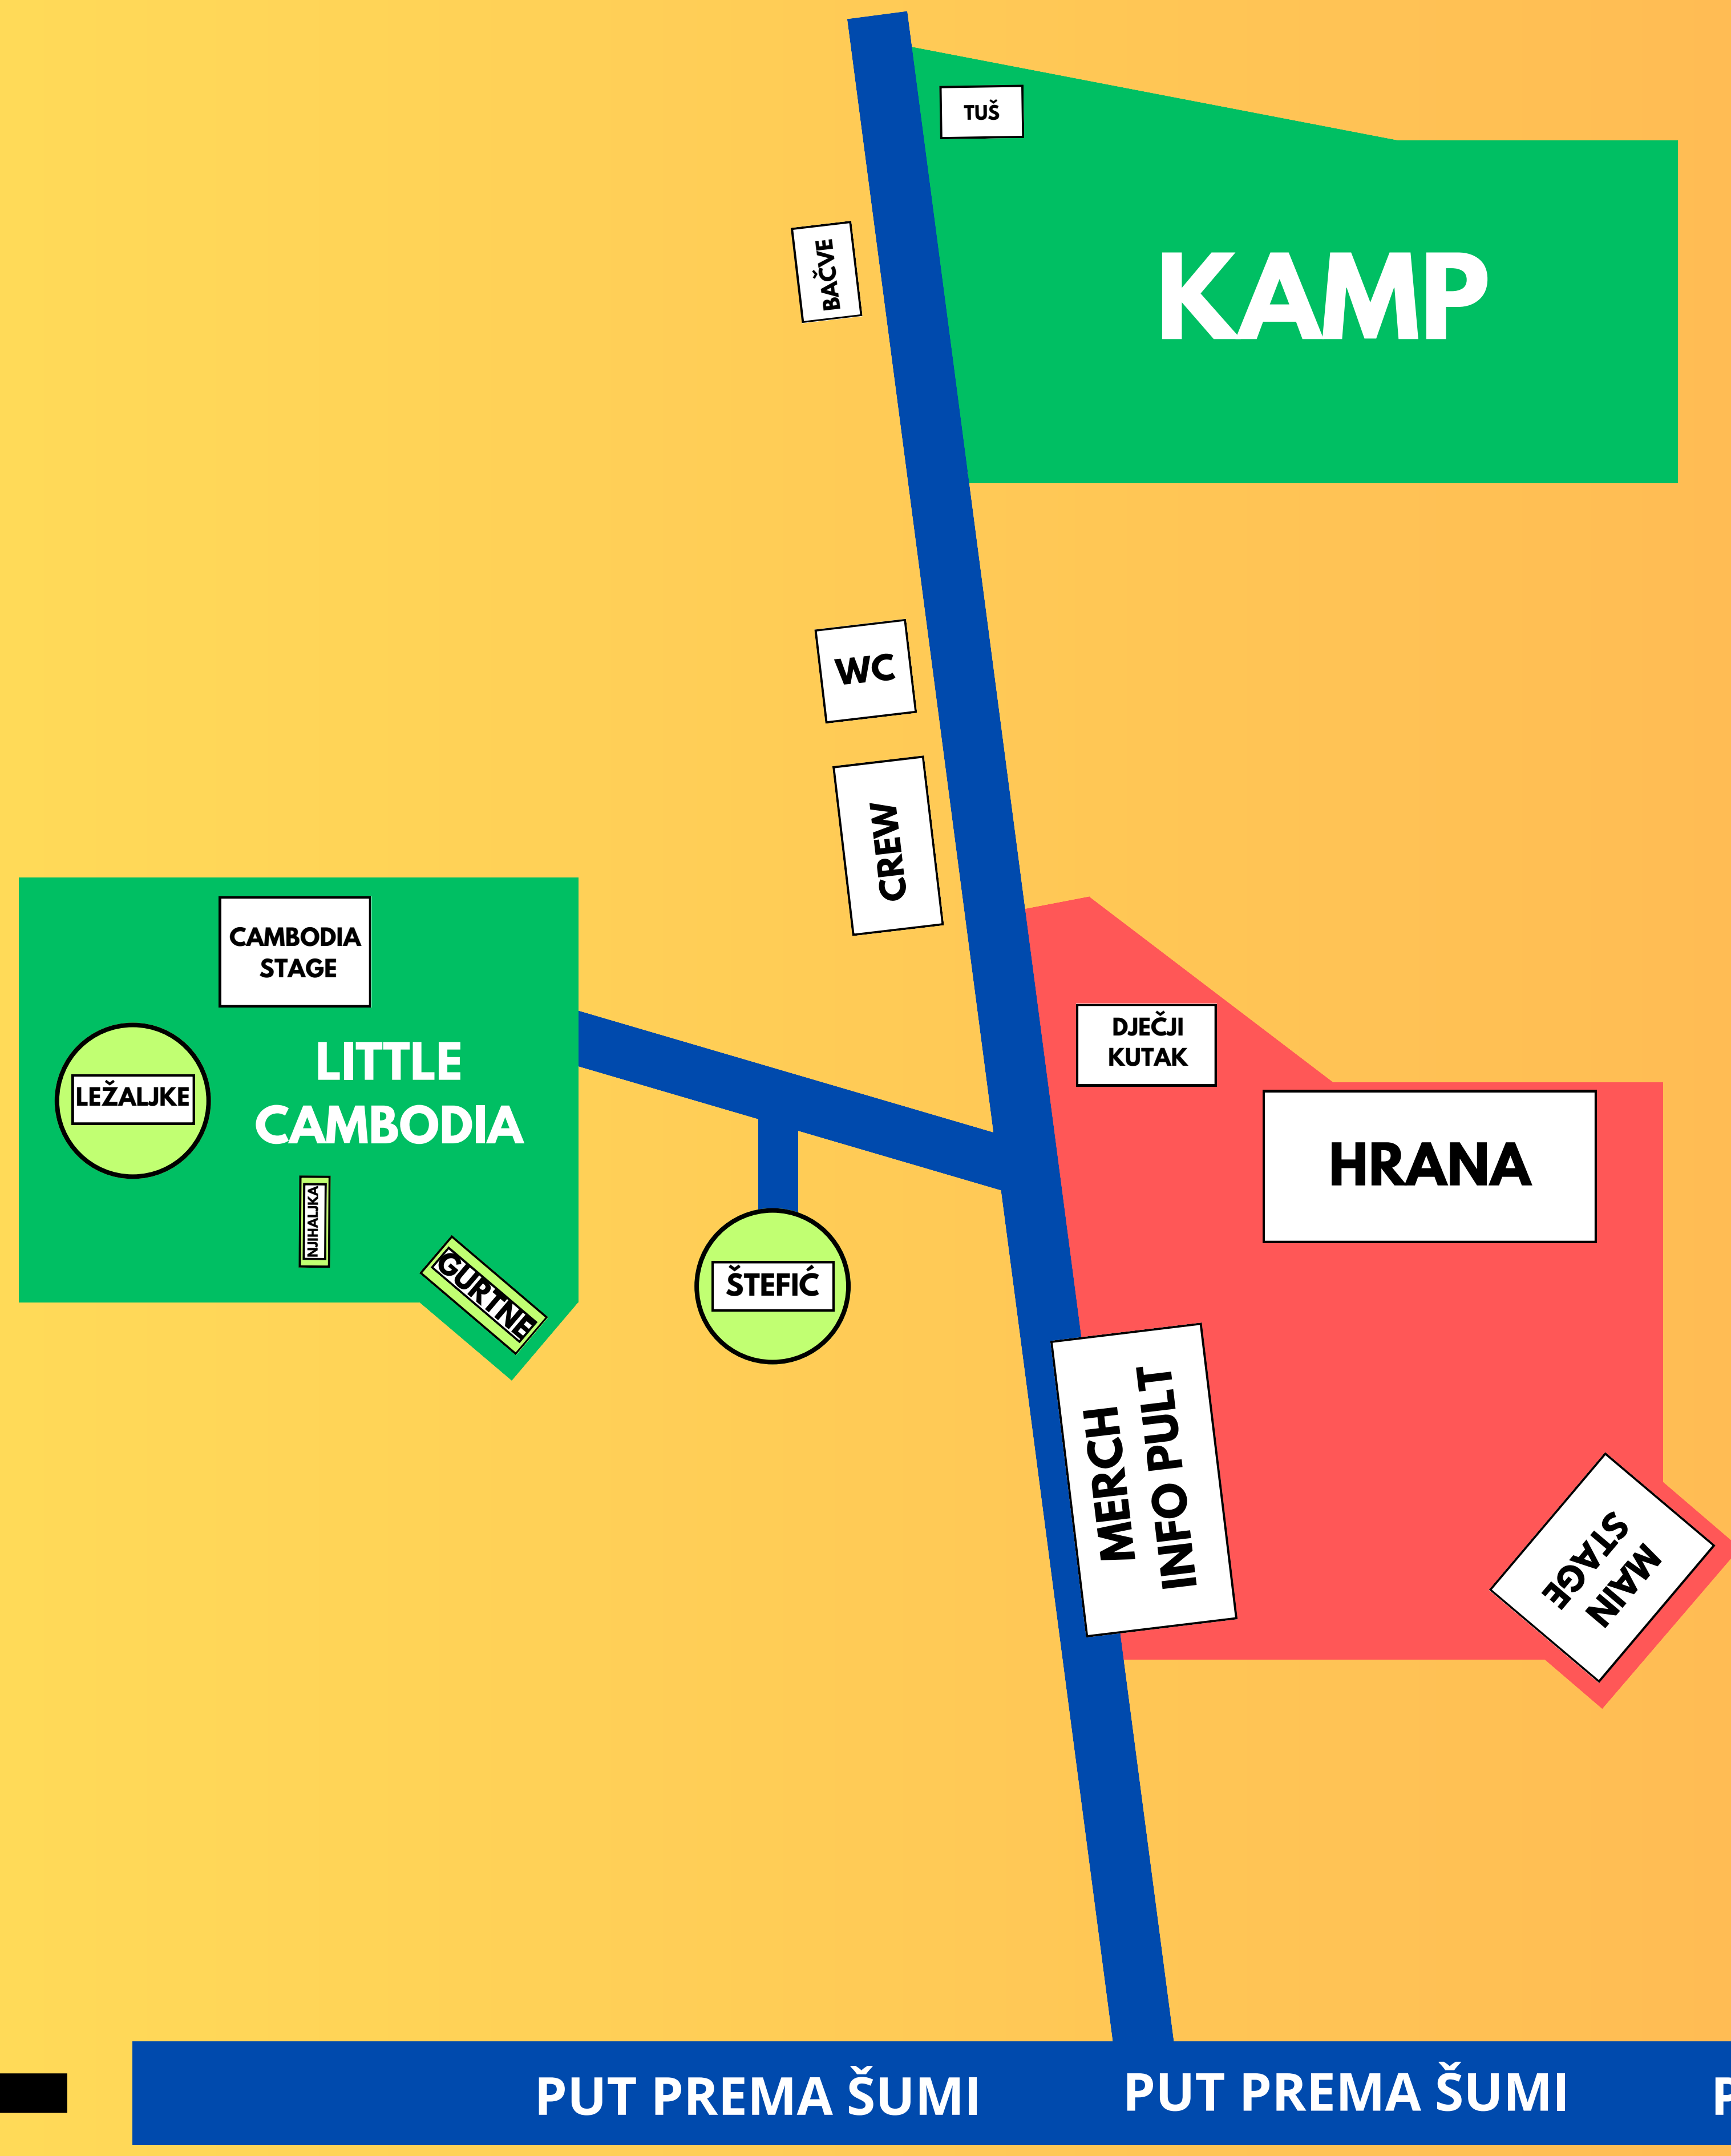 TUŠ
KAMP
BAČVE
WC
CREW
CAMBODIA
STAGE
LEŽALJKE
LITTLE
CAMBODIA
NJIHALJKA
GURTNE
ŠTEFIĆ
DJEČJI
KUTAK
HRANA
MERCH
INFO PULT
MAIN
STAGE
PUT PREMA ŠUMI
PUT PREMA ŠUMI
P